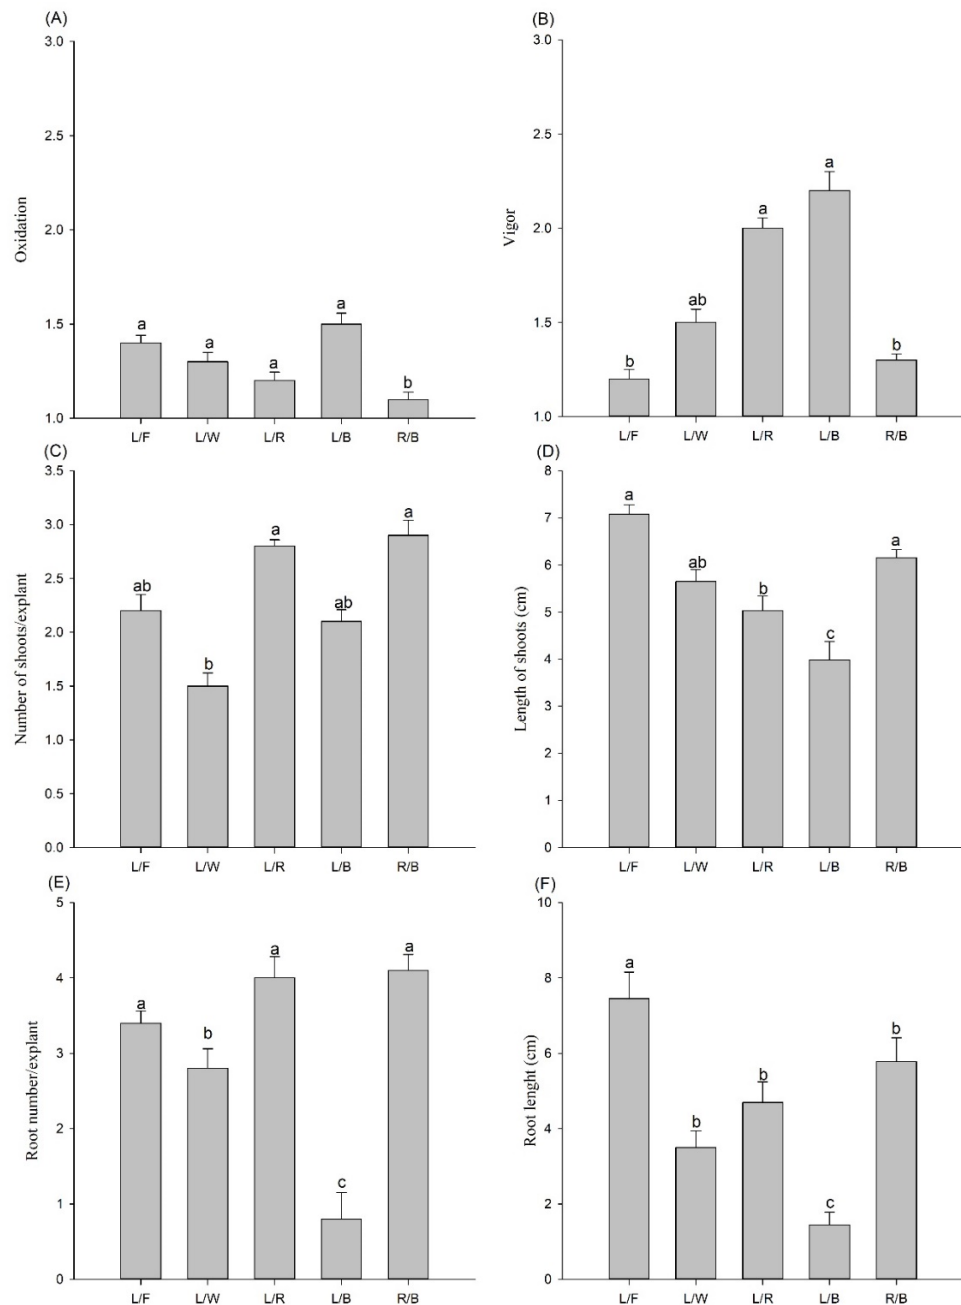 (A)
3.0
2.5
2.0
1.5
1.0
Oxidation
a
a
a
a
b
L/F L/W L/R L/B R/B
(B)
3.0
2.5
2.0
1.5
1.0
Vigor
b
ab
a
a
b
L/F L/W L/R L/B R/B
(C)
3.5
3.0
2.5
2.0
1.5
1.0
0.5
0.0
Number of shoots/explant
ab
b
a
ab
a
L/F L/W L/R L/B R/B
(D)
8
7
6
5
4
3
2
1
0
Length of shoots (cm)
a
ab
b
c
a
L/F L/W L/R L/B R/B
(E)
5
4
3
2
1
0
Root number/explant
a
b
a
c
a
L/F L/W L/R L/B R/B
(F)
10
8
6
4
2
0
Root lenght (cm)
a
b
b
c
b
L/F L/W L/R L/B R/B